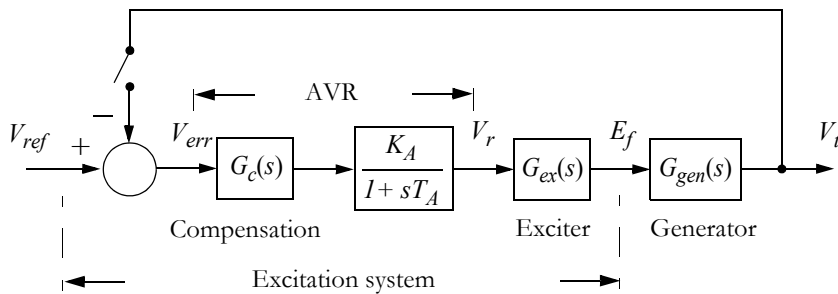 AVR
V_ref
+
−
V_err
G_c(s)
K_A
1 + sT_A
V_r
G_ex(s)
E_f
G_gen(s)
V_t
Compensation
Exciter
Generator
Excitation system